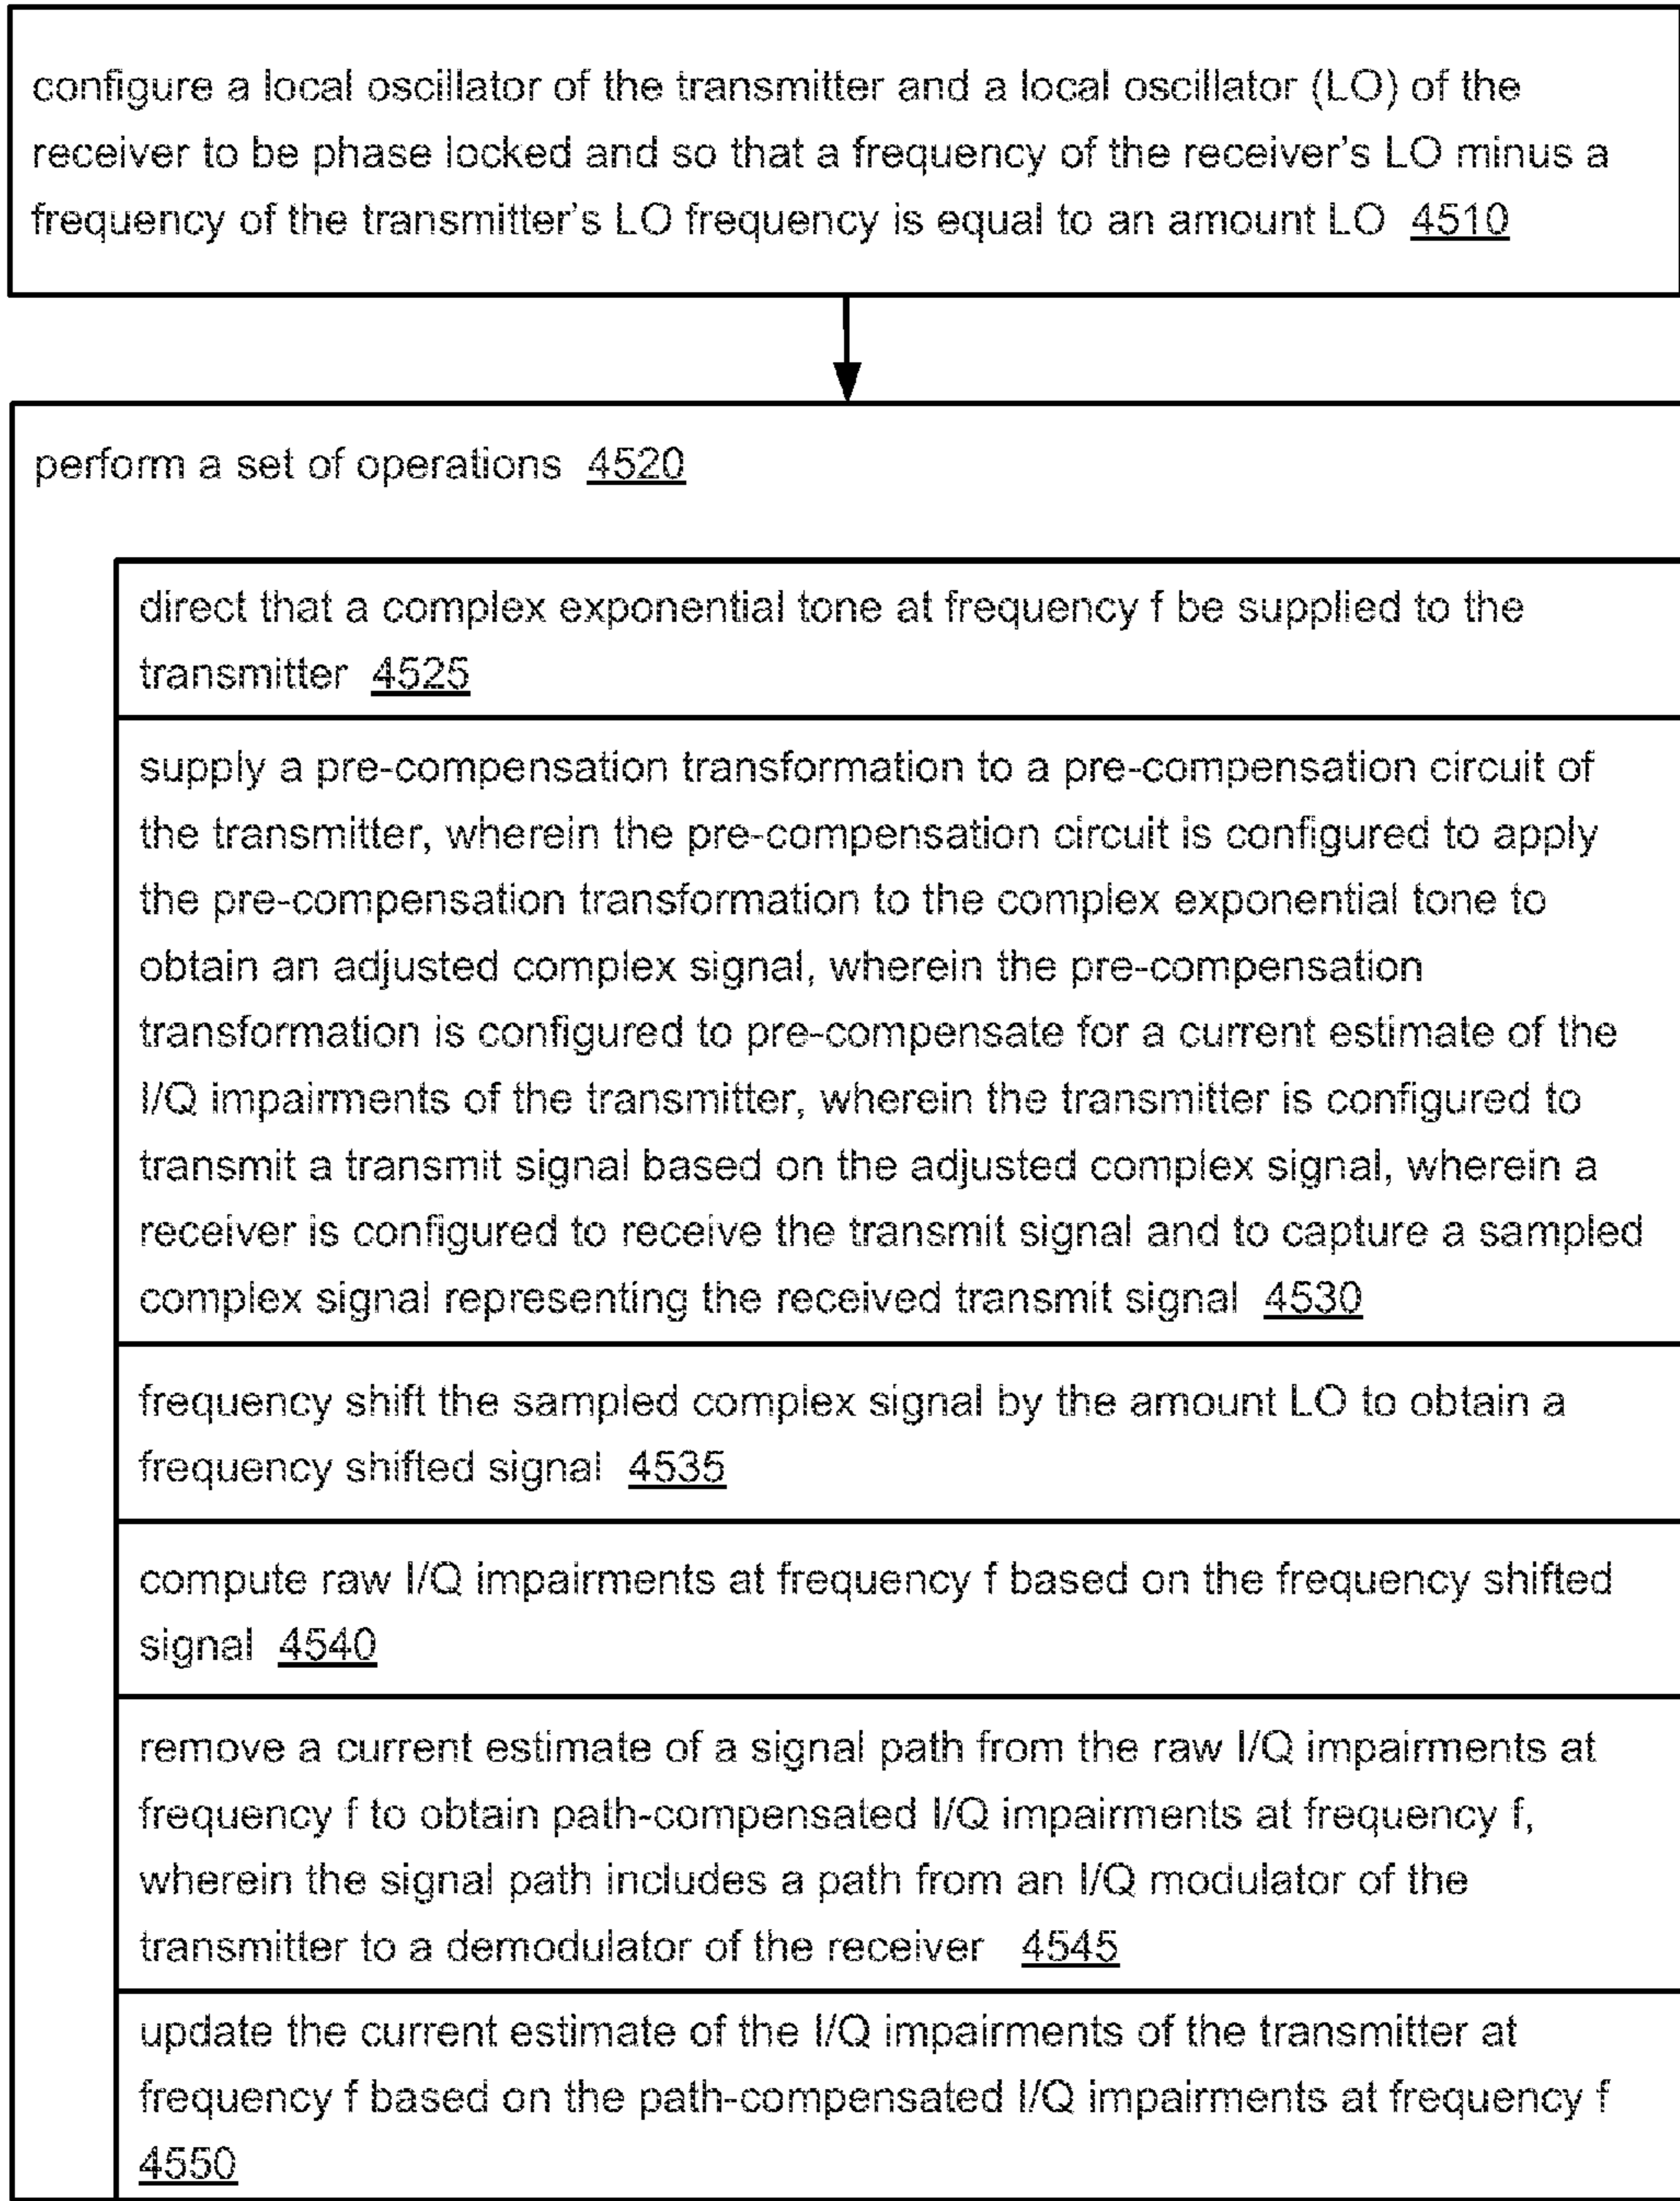 configure a local oscillator of the transmitter and a local oscillator (LO) of the
receiver to be phase locked and so that a frequency of the receiver's LO minus a
frequency of the transmitter's LO frequency is equal to an amount LO 4510
perform a set of operations 4520
direct that a complex exponential tone at frequency f be supplied to the
transmitter 4525
supply a pre-compensation transformation to a pre-compensation circuit of
the transmitter, wherein the pre-compensation circuit is configured to apply
the pre-compensation transformation to the complex exponential tone to
obtain an adjusted complex signal, wherein the pre-compensation
transformation is configured to pre-compensate for a current estimate of the
I/Q impairments of the transmitter, wherein the transmitter is configured to
transmit a transmit signal based on the adjusted complex signal, wherein a
receiver is configured to receive the transmit signal and to capture a sampled
complex signal representing the received transmit signal 4530
frequency shift the sampled complex signal by the amount LO to obtain a
frequency shifted signal 4535
compute raw I/Q impairments at frequency f based on the frequency shifted
signal 4540
remove a current estimate of a signal path from the raw I/Q impairments at
frequency f to obtain path-compensated I/Q impairments at frequency f,
wherein the signal path includes a path from an I/Q modulator of the
transmitter to a demodulator of the receiver 4545
update the current estimate of the I/Q impairments of the transmitter at
frequency f based on the path-compensated I/Q impairments at frequency f
4550